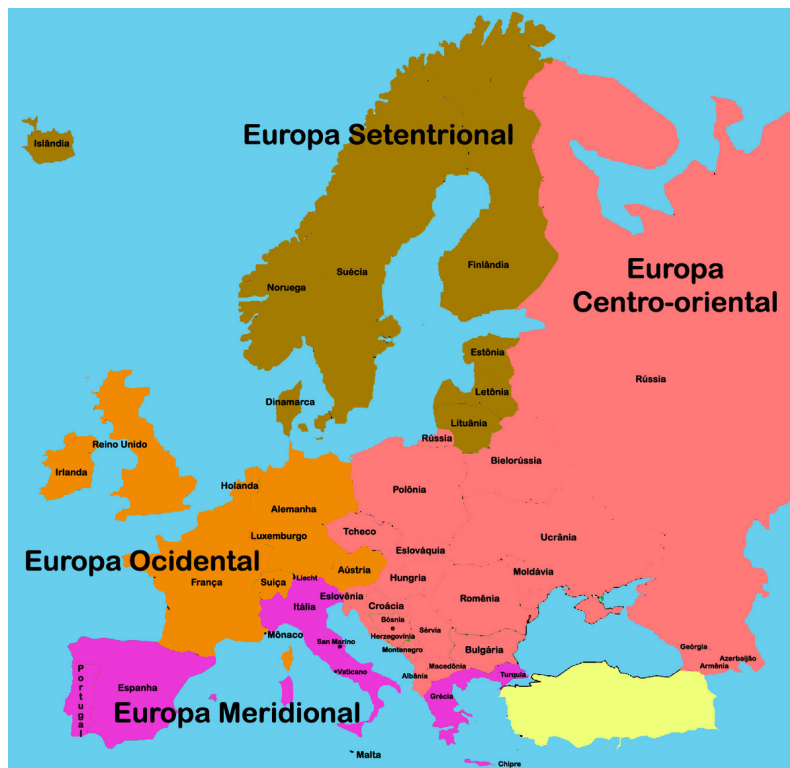 Europa Setentrional
Islândia
Finlândia
Europa
Centro-oriental
Suécia
Noruega
Estônia
Rússia
Letônia
Dinamarca
Lituânia
Rússia
Reino Unido
Bielorússia
Irlanda
Holanda
Polônia
Alemanha
Tcheco
Luxemburgo
Ucrânia
Eslováquia
Europa Ocidental
Aústria
Moldávia
França
Suiça
Liecht
Hungria
Eslovênia
Romênia
Itália
Croácia
Bósnia
Herzegovínia
Sérvia
Mônaco
San Marino
Montenegro
Bulgária
Geórgia
Azerbaijão
Armênia
Macedônia
Vaticano
Albânia
Turquia
Portugal
Espanha
Grécia
Europa Meridional
Malta
Chipre